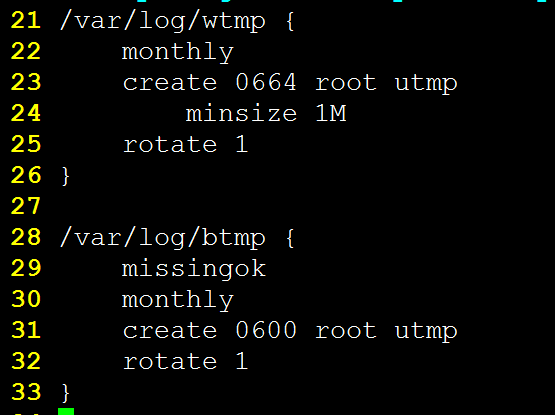 21 /var/log/wtmp {
22     monthly
23     create 0664 root utmp
24         minsize 1M
25     rotate 1
26 }
27
28 /var/log/btmp {
29     missingok
30     monthly
31     create 0600 root utmp
32     rotate 1
33 }